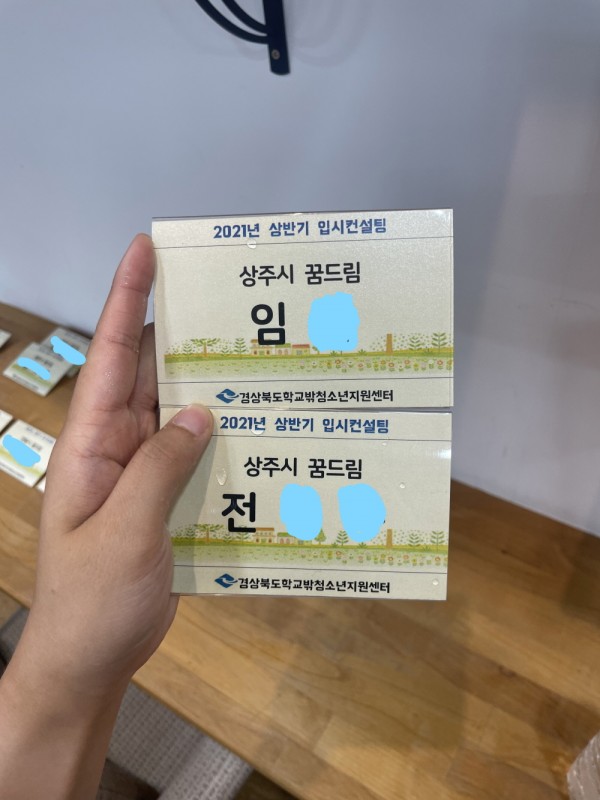 2021년 상반기 입시컨설팅
상주시 꿈드림
임
경상북도학교밖청소년지원센터
2021년 상반기 입시컨설팅
상주시 꿈드림
전
경상북도학교밖청소년지원센터